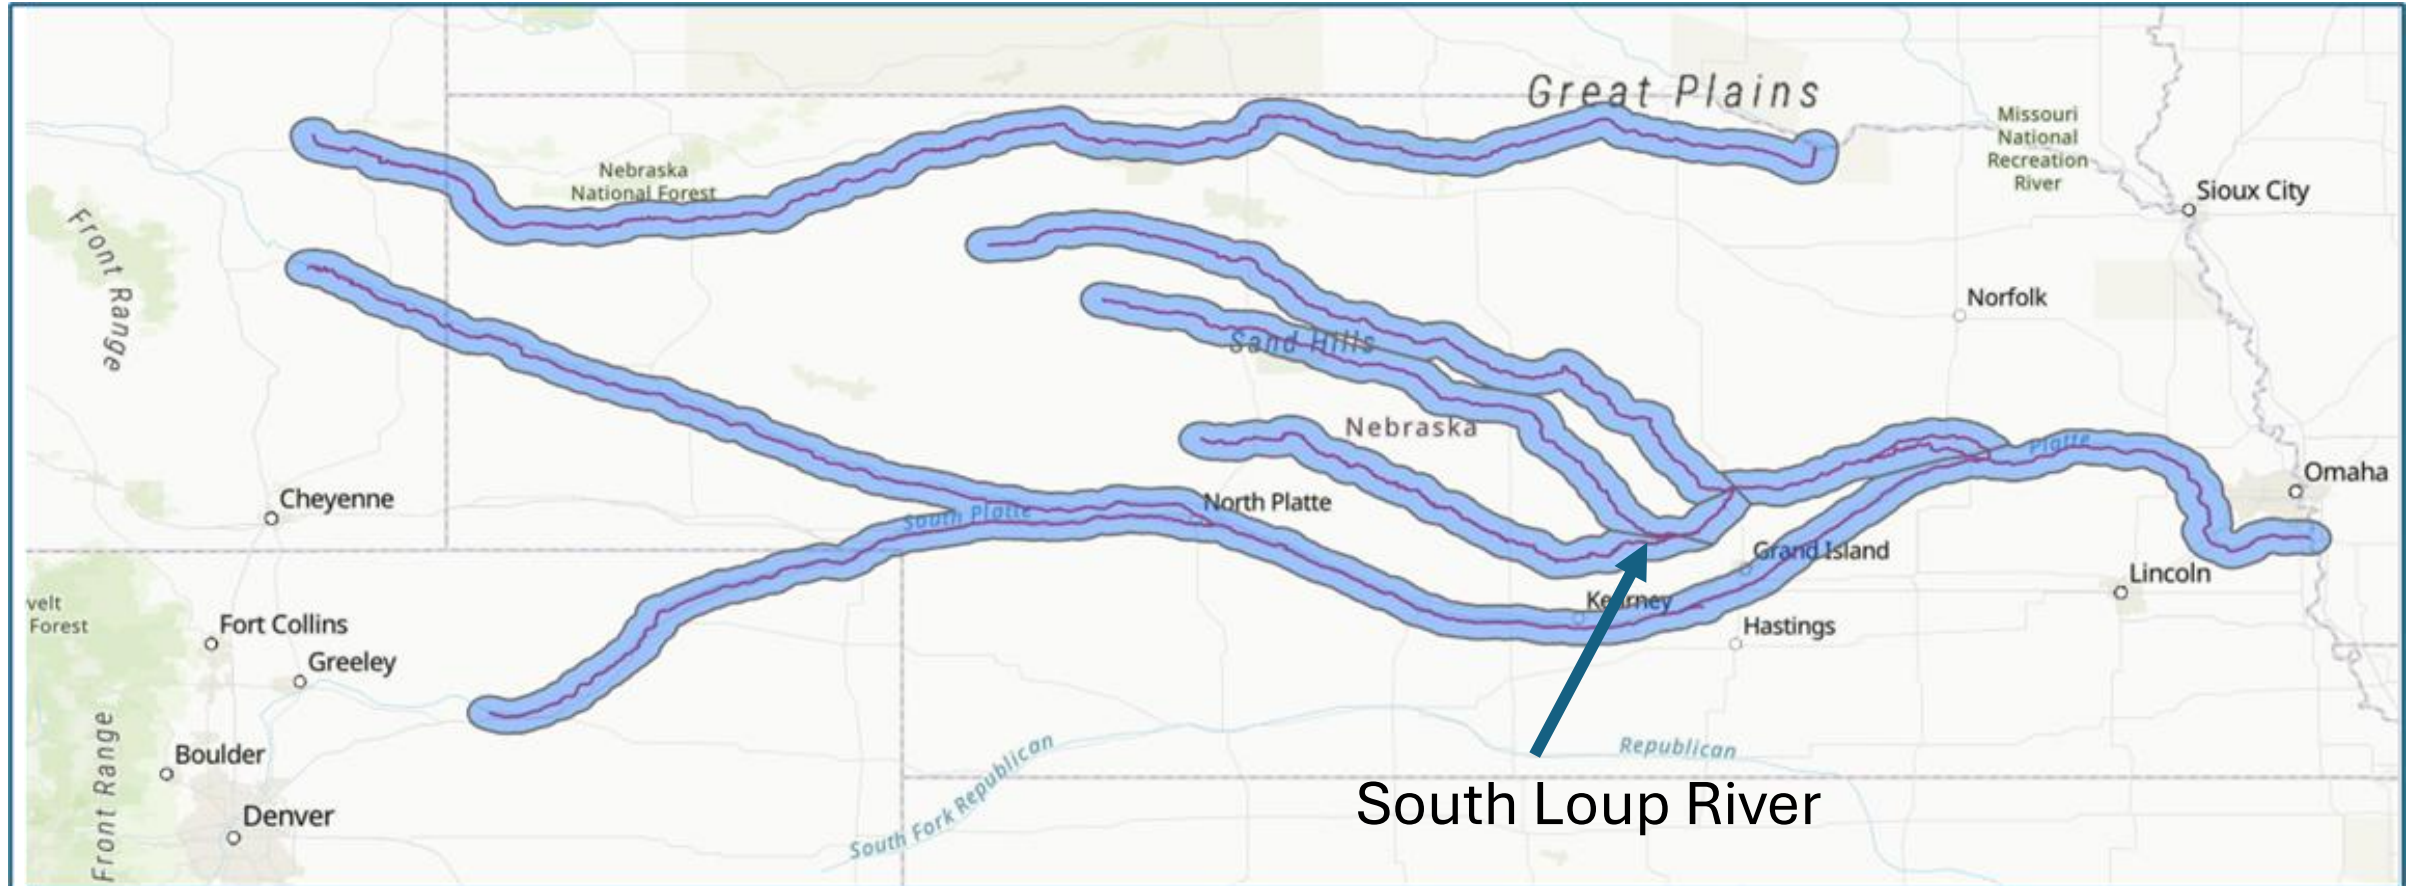 Great Plains
Missouri
National
Recreation
River
Nebraska
National Forest
Sioux City
Front Range
Norfolk
Sand Hills
Nebraska
Platte
Omaha
Cheyenne
North Platte
South Platte
Grand Island
Lincoln
Kearney
velt
Forest
Fort Collins
Hastings
Greeley
Republican
South Fork Republican
Boulder
South Loup River
Front Range
Denver